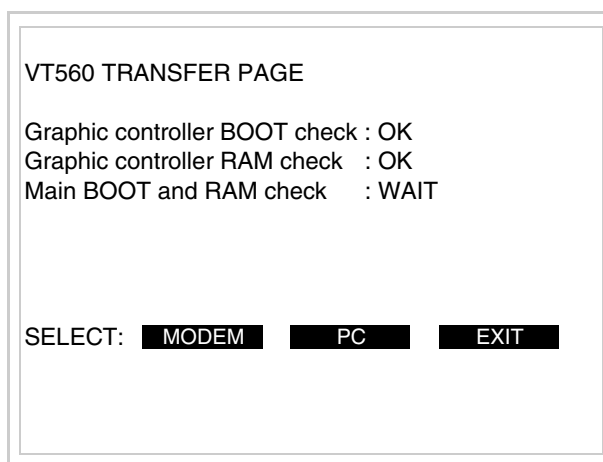 VT560 TRANSFER PAGE
Graphic controller BOOT check : OK
Graphic controller RAM check : OK
Main BOOT and RAM check : WAIT
SELECT: MODEM PC EXIT